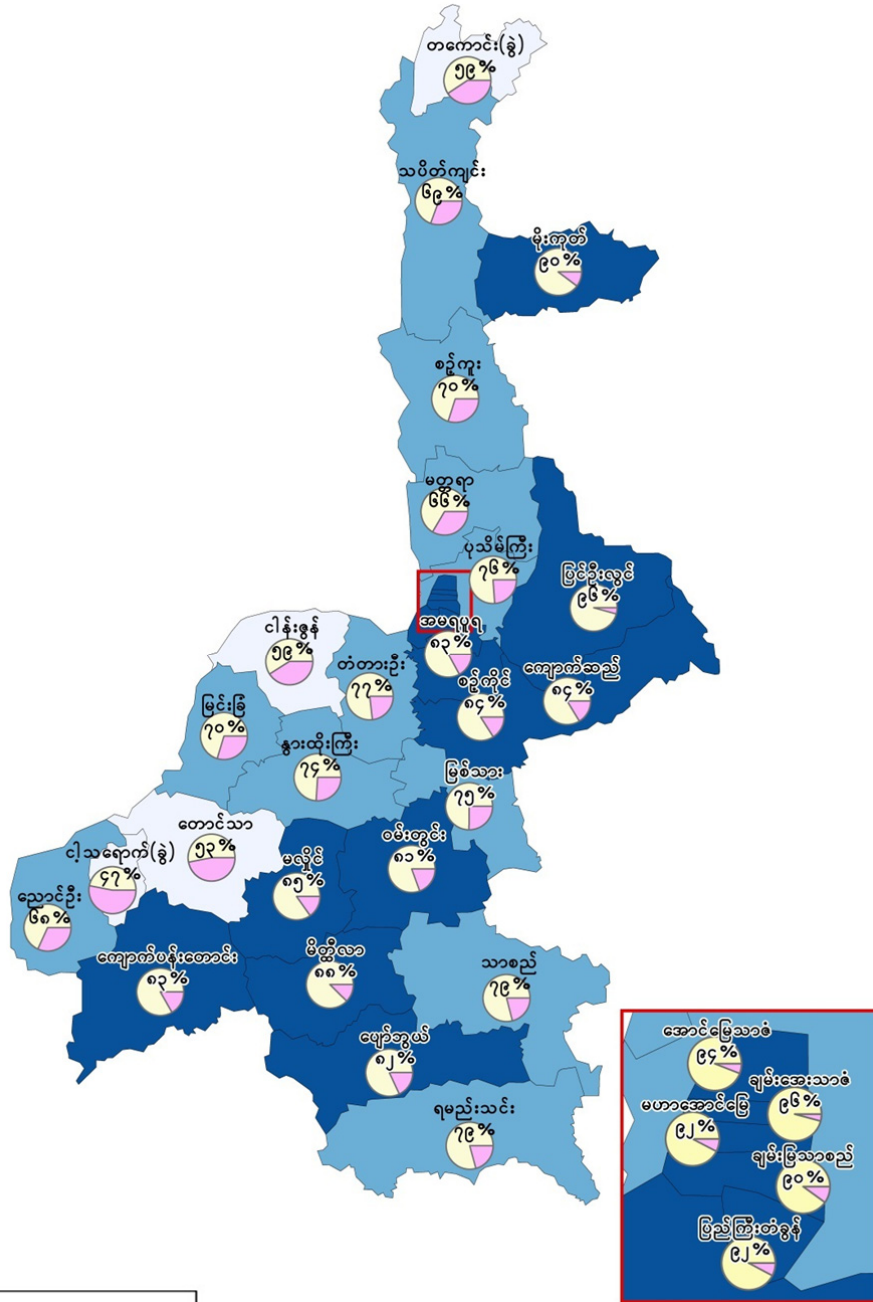 တကောင်း(ခွဲ)
၅၉%
သပိတ်ကျင်း
၆၉%
မိုးကုတ်
၉၀%
စဉ့်ကူး
၇၀%
မတ္တရာ
၆၆%
ပုသိမ်ကြီး
၇၆%
ပြင်ဦးလွင်
၉၆%
အမရပူရ
၈၃%
ငါန်းဇွန်
၅၉%
တံတားဦး
၇၇%
စဉ့်ကိုင်
၈၄%
ကျောက်ဆည်
၈၄%
မြင်းခြံ
၇၀%
နွားထိုးကြီး
၇၄%
မြစ်သား
၇၅%
တောင်သာ
၅၃%
ဝမ်းတွင်း
၈၁%
ငါ့သရောက်(ခွဲ)
၄၇%
မလှိုင်
၈၅%
ညောင်ဦး
၆၈%
ကျောက်ပန်းတောင်း
၈၃%
မိတ္ထီလာ
၈၈%
သာစည်
၇၉%
ပျော်ဘွယ်
၈၂%
ရမည်းသင်း
၇၉%
အောင်မြေသာဇံ
၉၄%
ချမ်းအေးသာဇံ
၉၆%
မဟာအောင်မြေ
၉၂%
ချမ်းမြသာစည်
၉၀%
ပြည်ကြီးတံခွန်
၉၂%